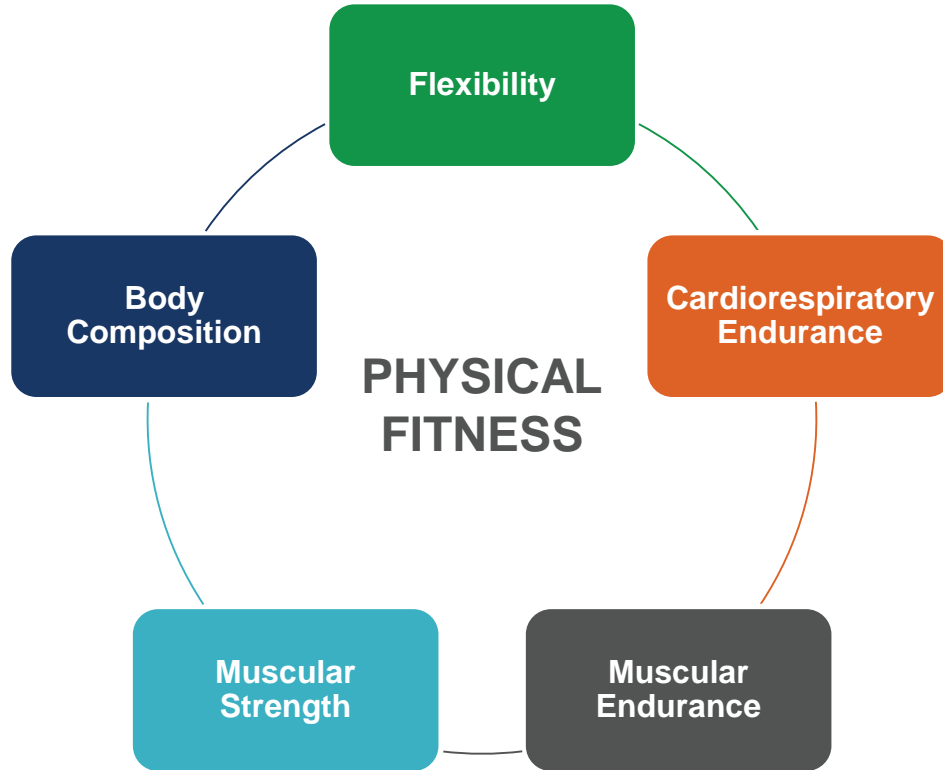 Flexibility
Body
Composition
Cardiorespiratory
Endurance
PHYSICAL
FITNESS
Muscular
Strength
Muscular
Endurance